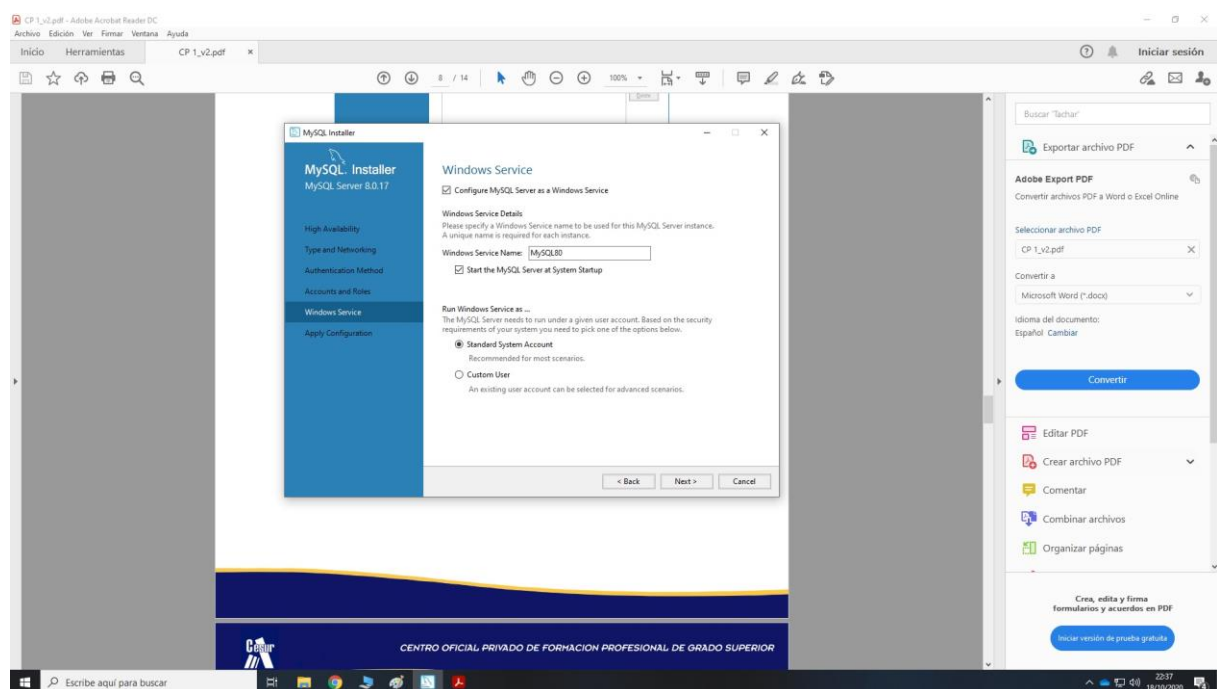 CP 1_v2.pdf - Adobe Acrobat Reader DC
Archivo Edición Ver Firmar Ventana Ayuda
Inicio Herramientas CP 1_v2.pdf × Iniciar sesión
8 / 14 100%
MySQL Installer
MySQL. Installer
MySQL Server 8.0.17
High Availability
Type and Networking
Authentication Method
Accounts and Roles
Windows Service
Apply Configuration
Windows Service
Configure MySQL Server as a Windows Service
Windows Service Details
Please specify a Windows Service name to be used for this MySQL Server instance.
A unique name is required for each instance.
Windows Service Name: MySQL80
Start the MySQL Server at System Startup
Run Windows Service as ...
The MySQL Server needs to run under a given user account. Based on the security
requirements of your system you need to pick one of the options below.
Standard System Account
Recommended for most scenarios.
Custom User
An existing user account can be selected for advanced scenarios.
< Back Next > Cancel
Cesur
CENTRO OFICIAL PRIVADO DE FORMACION PROFESIONAL DE GRADO SUPERIOR
Buscar 'Tachar'
Exportar archivo PDF
Adobe Export PDF
Convertir archivos PDF a Word o Excel Online
Seleccionar archivo PDF
CP 1_v2.pdf
Convertir a
Microsoft Word (*.docx)
Idioma del documento:
Español Cambiar
Convertir
Editar PDF
Crear archivo PDF
Comentar
Combinar archivos
Organizar páginas
Crea, edita y firma
formularios y acuerdos en PDF
Iniciar versión de prueba gratuita
Escribe aquí para buscar
22:37
18/10/2020